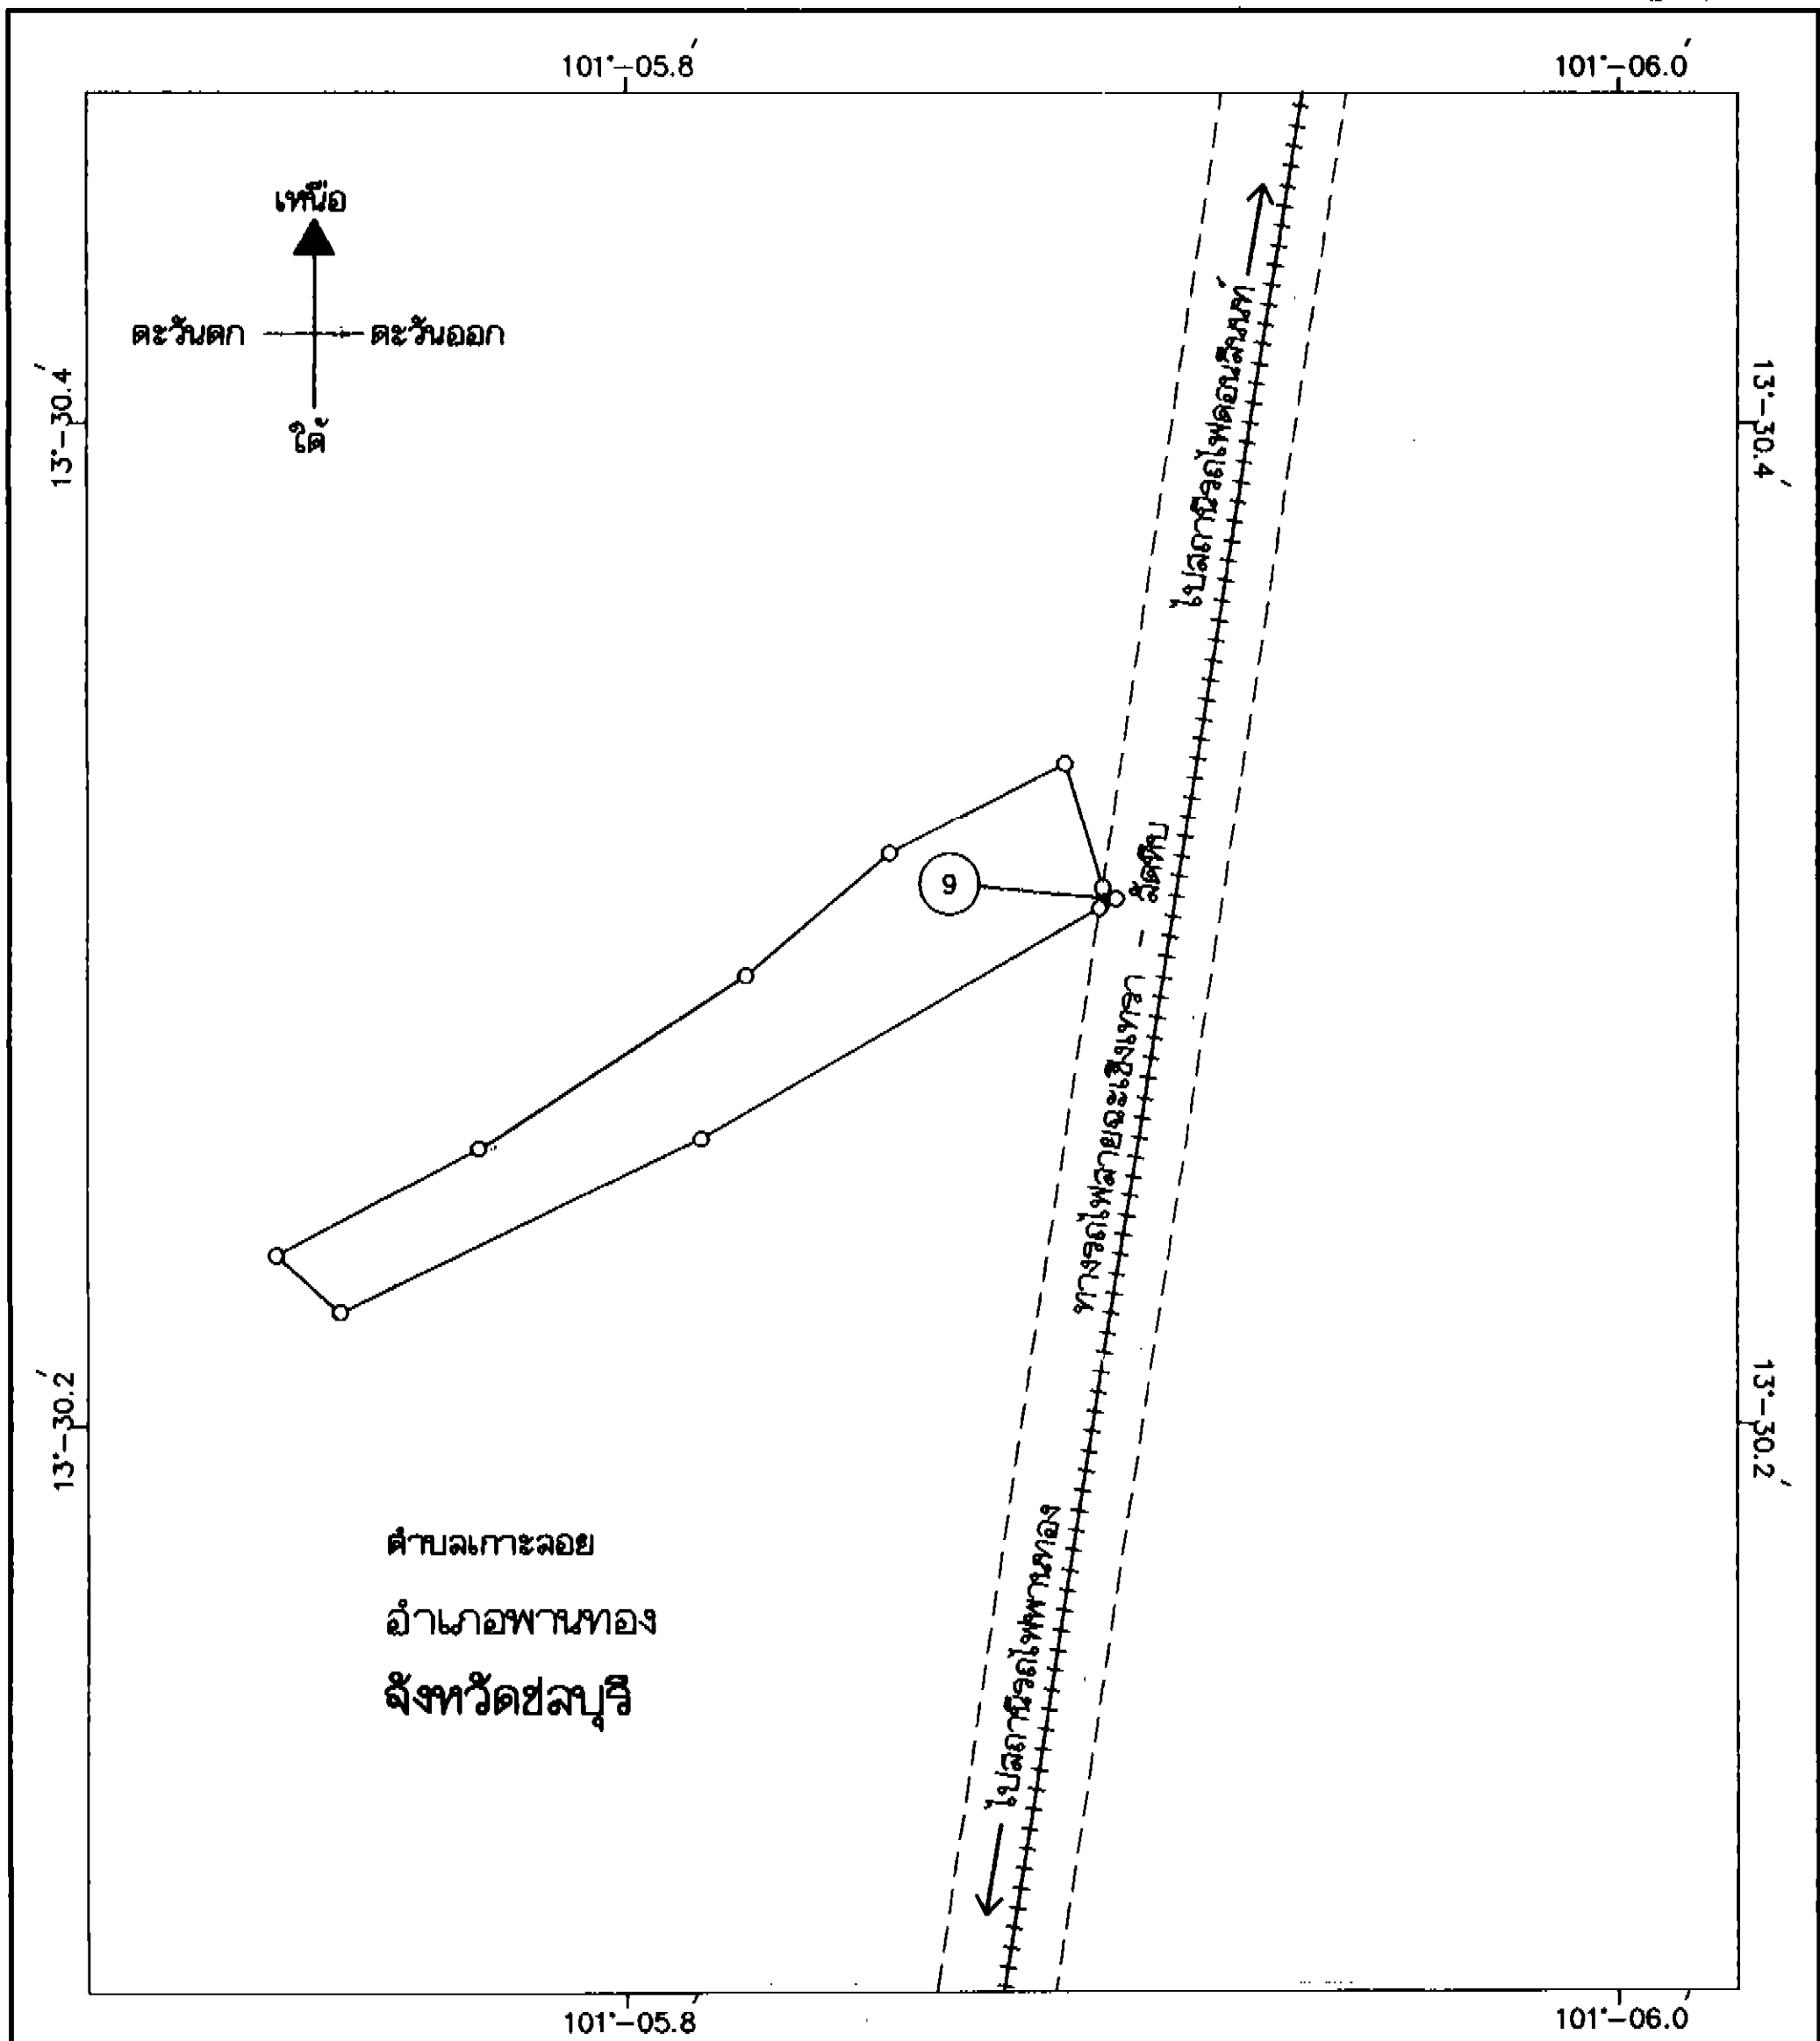 101°-05.8′
101°-06.0′
เหนือ
ตะวันตก
ตะวันออก
ใต้
13°-30.4′
13°-30.4′
ไปสถานีรถไฟดอนสีนนท์
9
ทางรถไฟสายฉะเชิงเทรา - สัตหีบ
13°-30.2′
13°-30.2′
ไปสถานีรถไฟพานทอง
ตำบลเกาะลอย
อำเภอพานทอง
จังหวัดชลบุรี
101°-05.8′
101°-06.0′